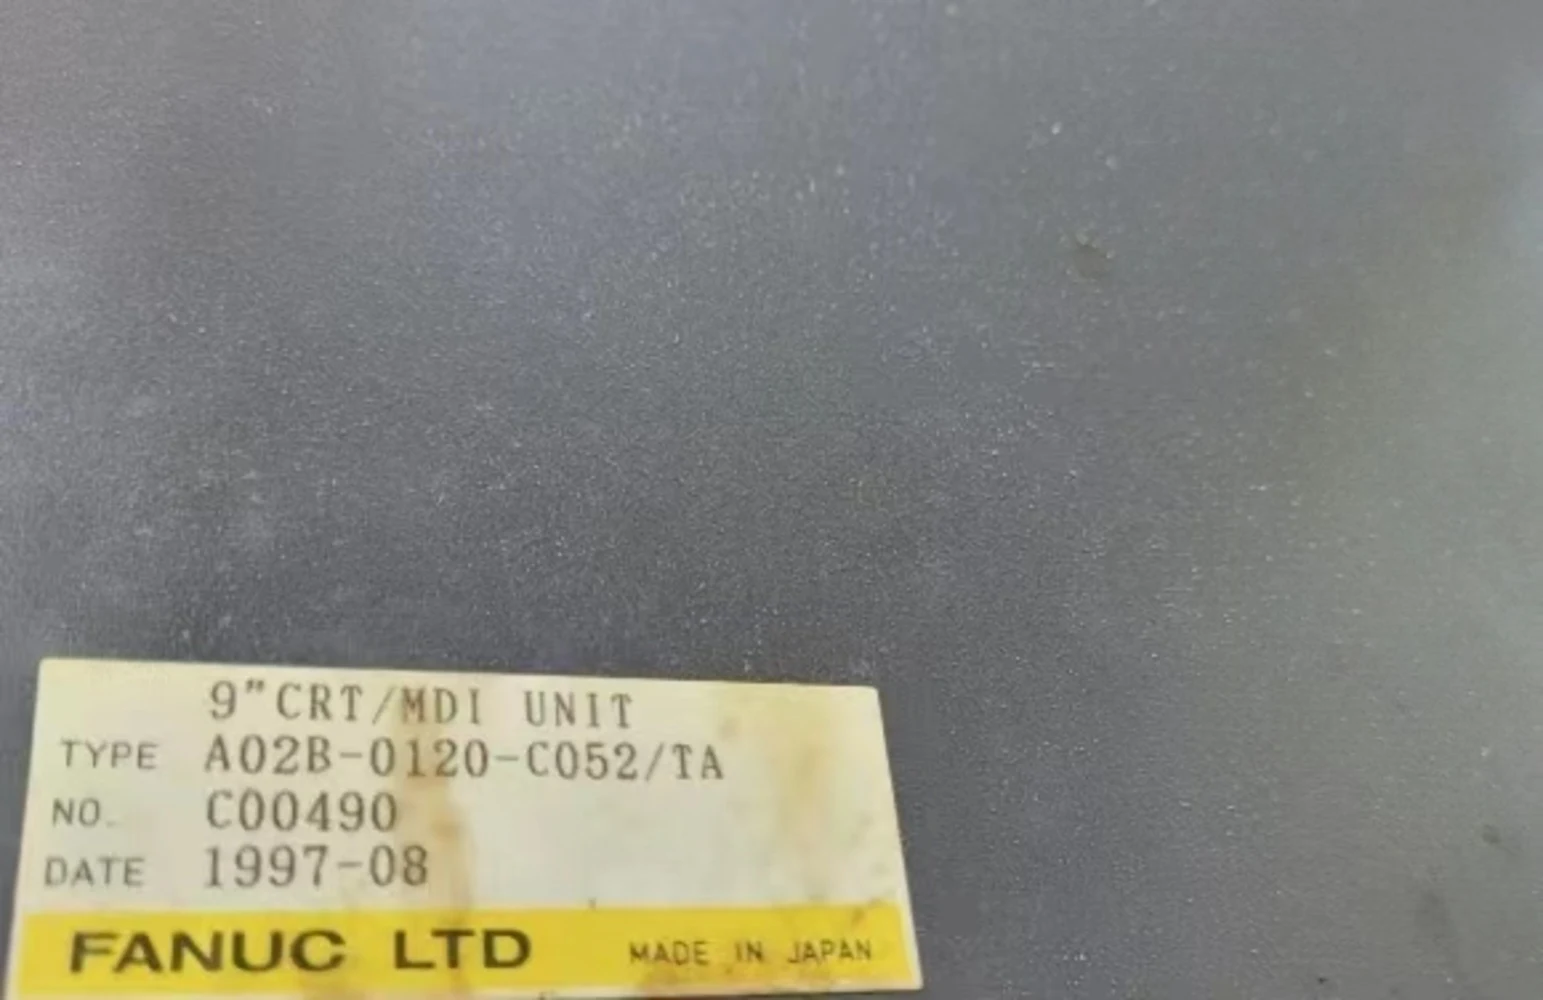 9"CRT/MDI UNIT
TYPE A02B-0120-C052/TA
NO. C00490
DATE 1997-08
FANUC LTD MADE IN JAPAN